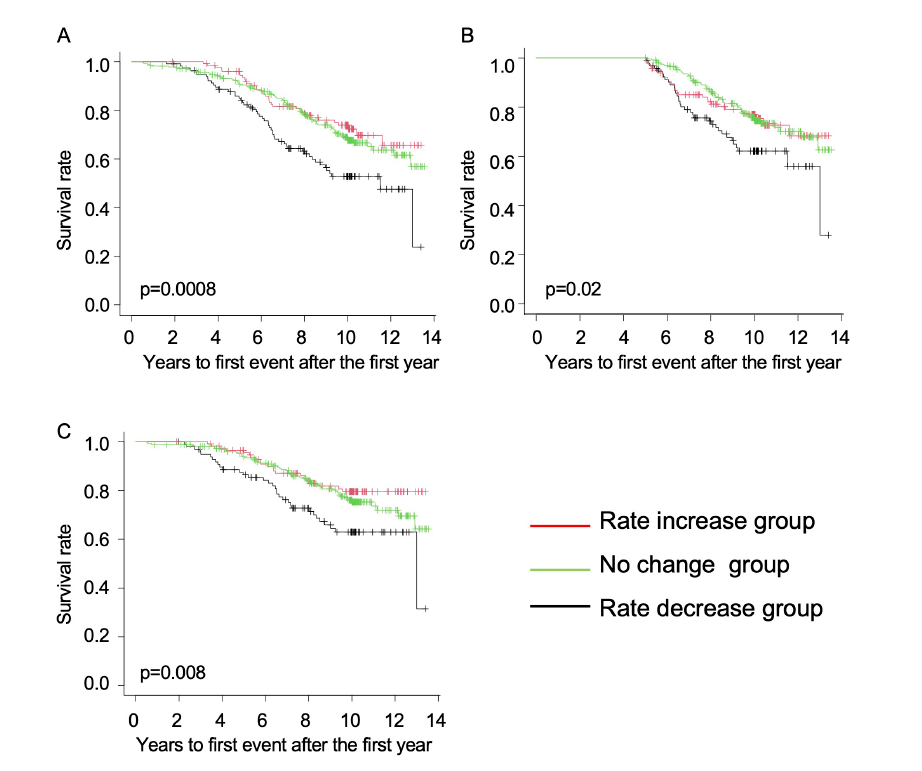 A
1.0
0.8
0.6
0.4
0.2
0.0
Survival rate
p=0.0008
0 2 4 6 8 10 12 14
Years to first event after the first year
B
1.0
0.8
0.6
0.4
0.2
0.0
Survival rate
p=0.02
0 2 4 6 8 10 12 14
Years to first event after the first year
C
1.0
0.8
0.6
0.4
0.2
0.0
Survival rate
p=0.008
0 2 4 6 8 10 12 14
Years to first event after the first year
Rate increase group
No change group
Rate decrease group